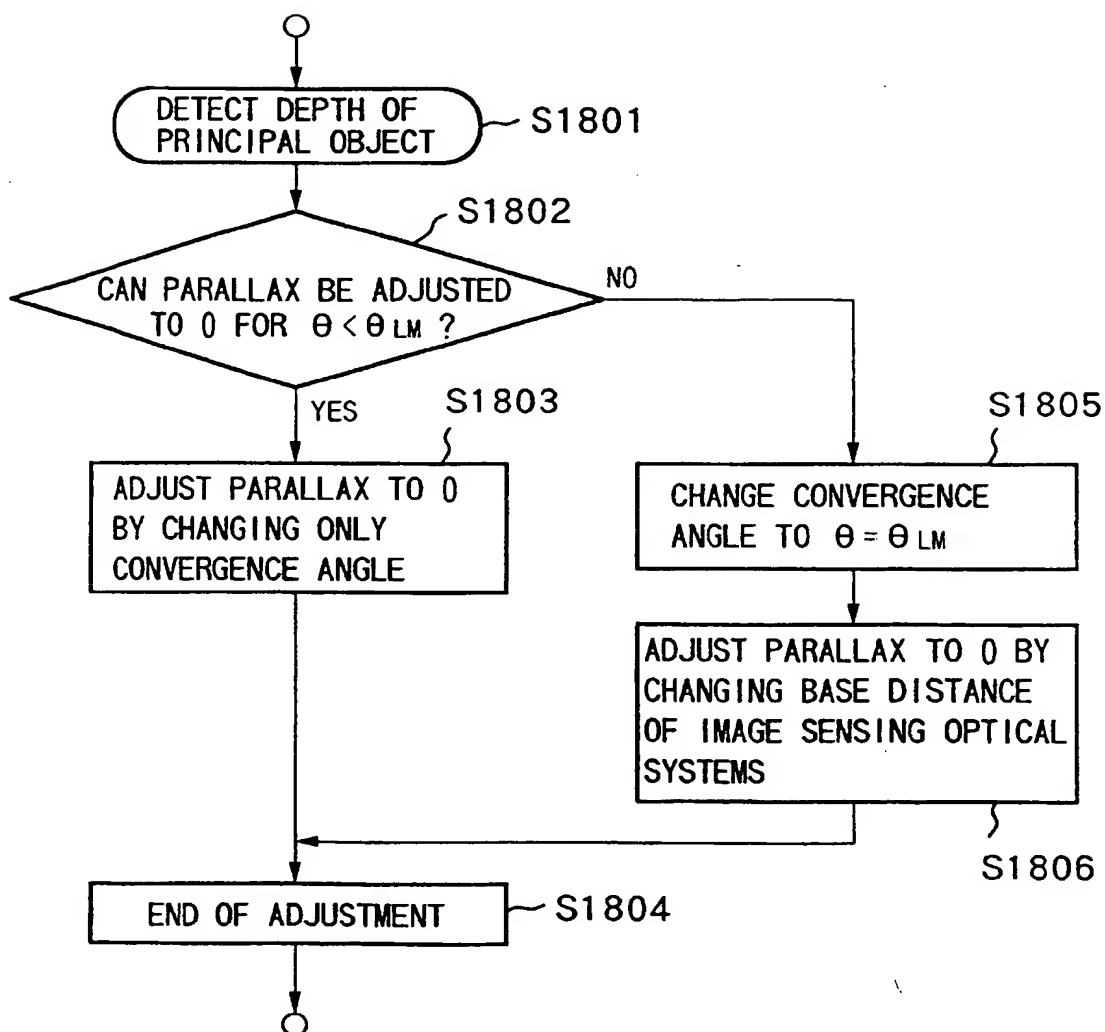 DETECT DEPTH OF
PRINCIPAL OBJECT
S1801
S1802
CAN PARALLAX BE ADJUSTED
TO 0 FOR θ < θ LM ?
NO
YES
S1803
ADJUST PARALLAX TO 0
BY CHANGING ONLY
CONVERGENCE ANGLE
S1805
CHANGE CONVERGENCE
ANGLE TO θ = θ LM
ADJUST PARALLAX TO 0 BY
CHANGING BASE DISTANCE
OF IMAGE SENSING OPTICAL
SYSTEMS
S1806
END OF ADJUSTMENT
S1804